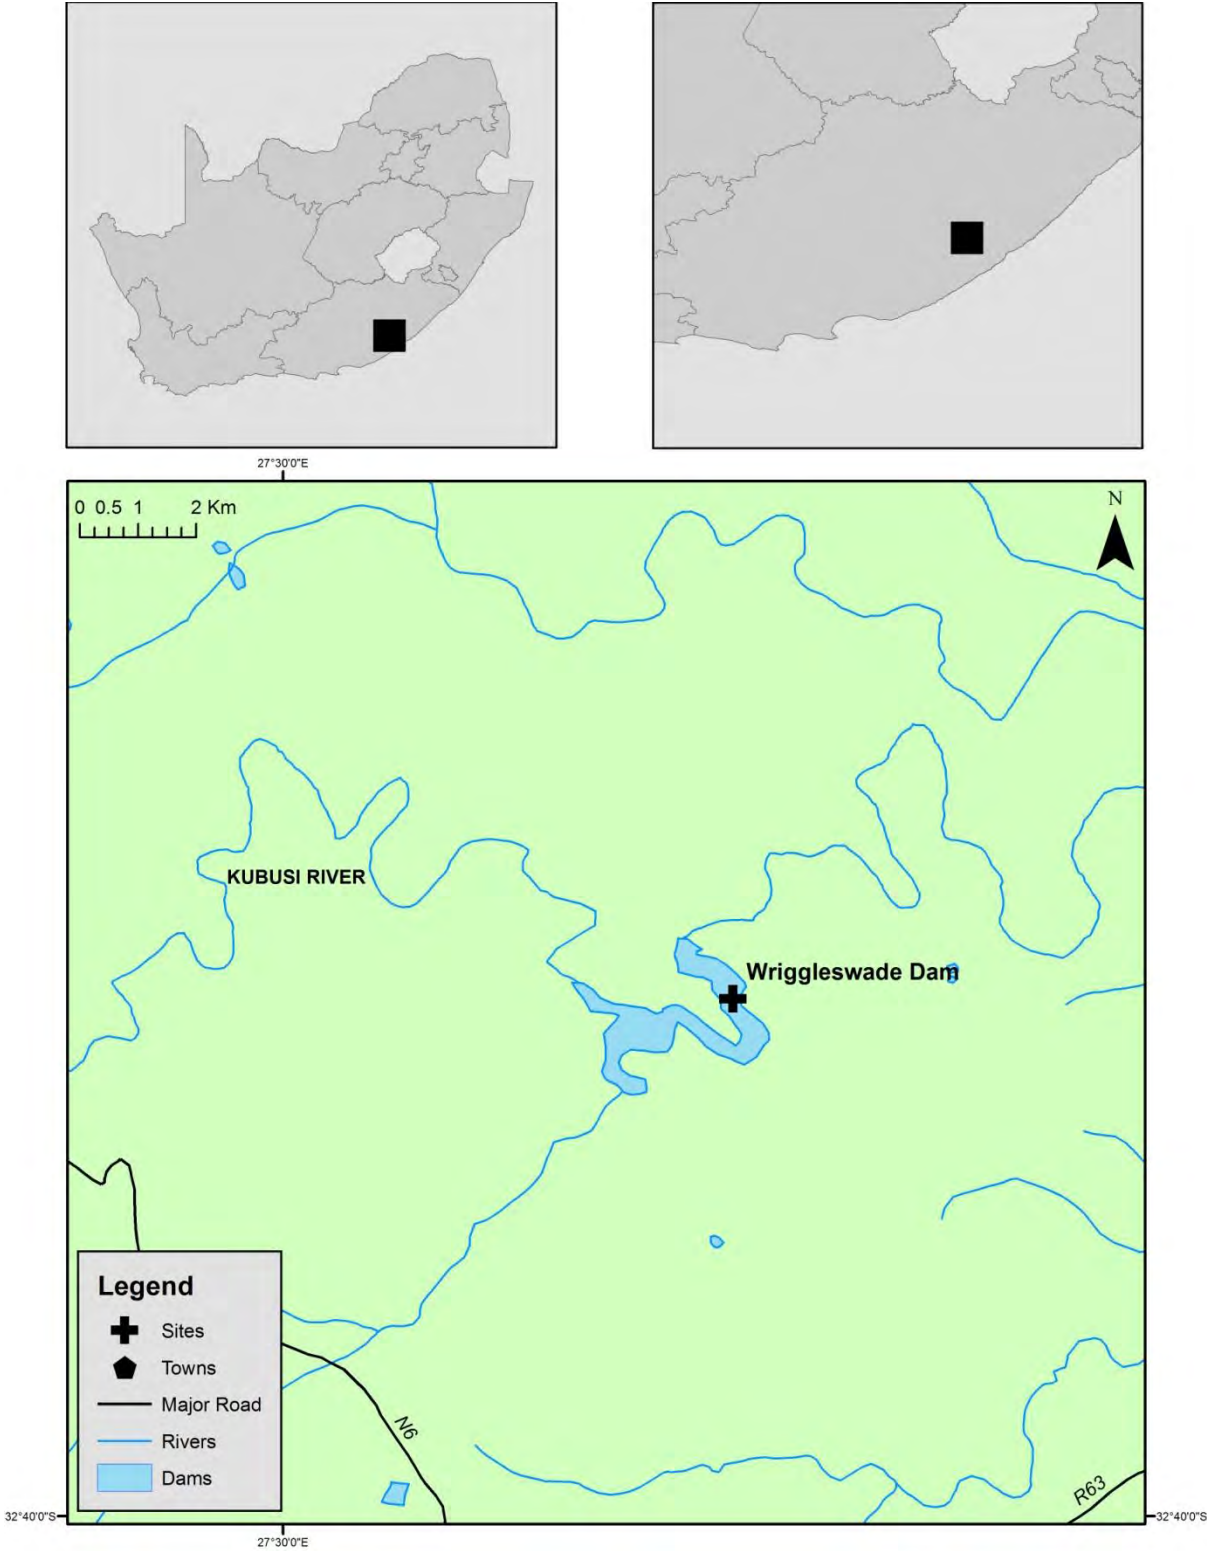 27°30'0"E
0 0.5 1 2 Km
N
KUBUSI RIVER
Wriggleswade Dam
Legend
Sites
Towns
Major Road
Rivers
Dams
N6
R63
32°40'0"S
32°40'0"S
27°30'0"E